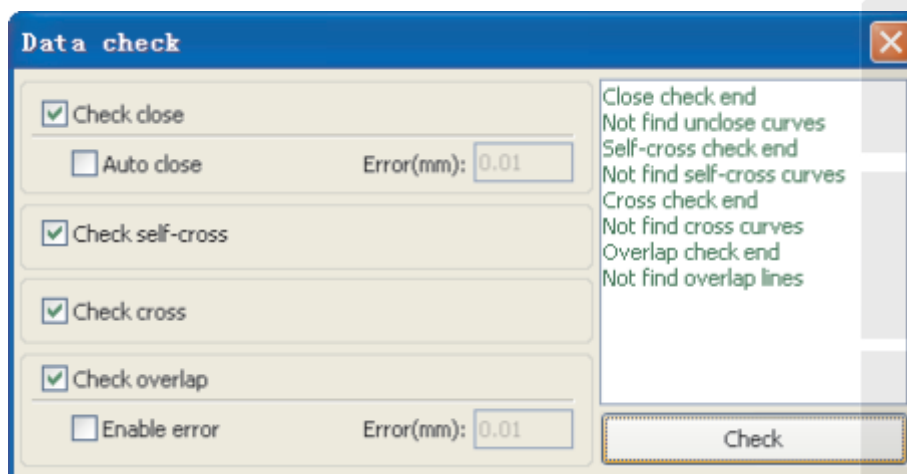 Data check
Check close
Auto close Error(mm): 0.01
Check self-cross
Check cross
Check overlap
Enable error Error(mm): 0.01
Close check end
Not find unclose curves
Self-cross check end
Not find self-cross curves
Cross check end
Not find cross curves
Overlap check end
Not find overlap lines
Check